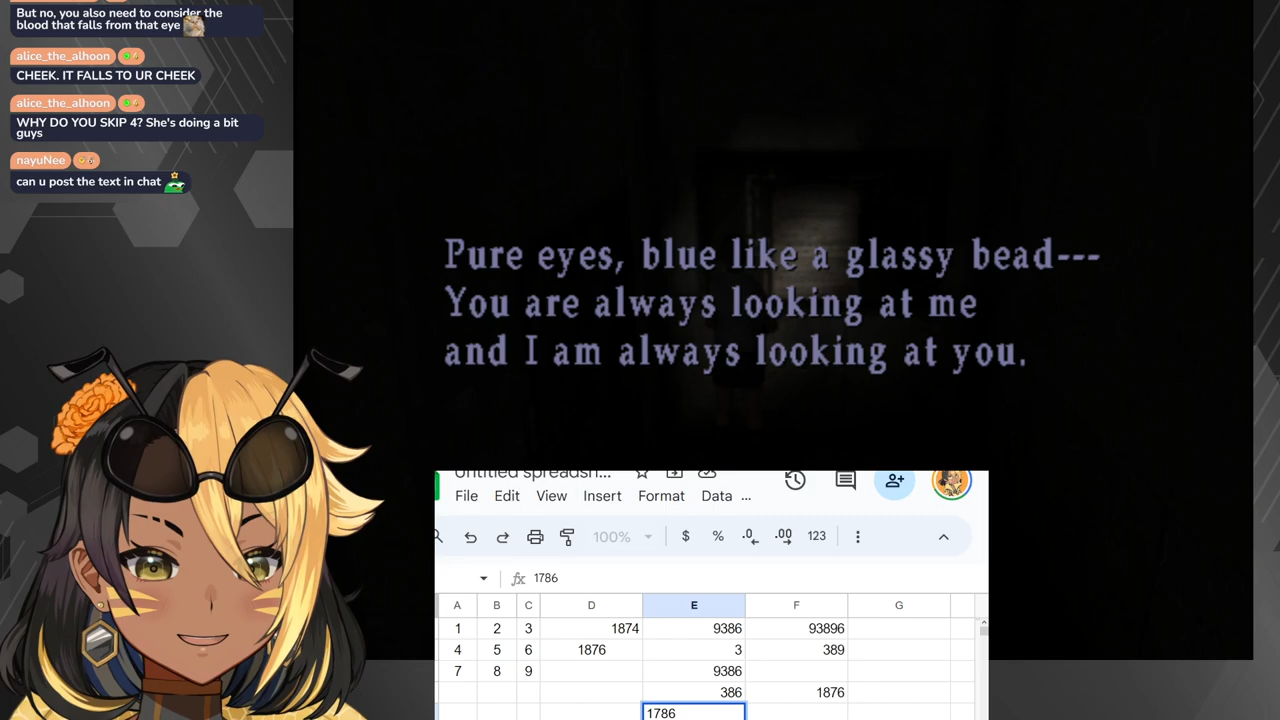 But no, you also need to consider the
blood that falls from that eye
alice_the_alhoon
CHEEK. IT FALLS TO UR CHEEK
alice_the_alhoon
WHY DO YOU SKIP 4? She's doing a bit
guys
nayuNee
can u post the text in chat
Pure eyes, blue like a glassy bead---
You are always looking at me
and I am always looking at you.
Untitled spreadsh...
File Edit View Insert Format Data ...
100% $ % .0 .00 123
fx 1786
A B C D E F G
1 2 3 1874 9386 93896
4 5 6 1876 3 389
7 8 9 9386
386 1876
1786